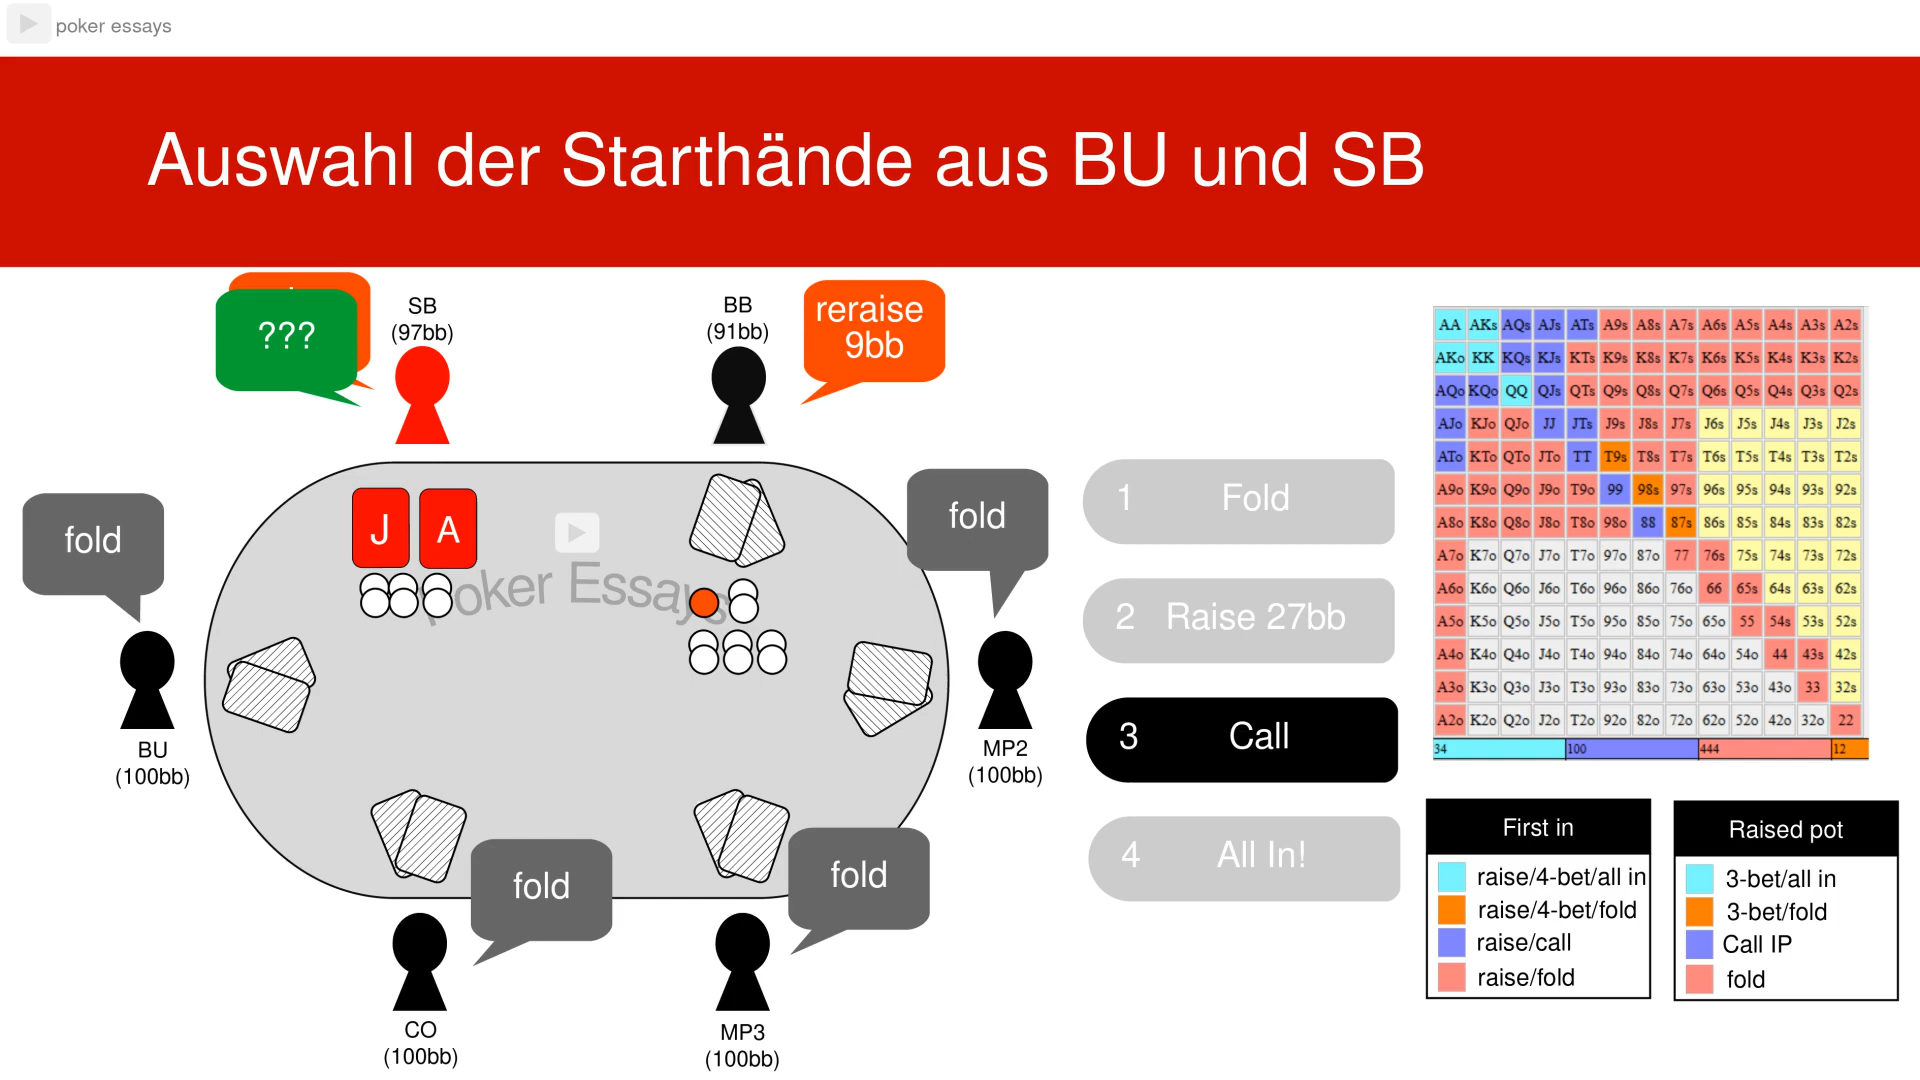 poker essays
Auswahl der Starthände aus BU und SB
???
SB
(97bb)
BB
(91bb)
reraise
9bb
fold
J A
fold
poker Essays
BU
(100bb)
MP2
(100bb)
fold
fold
CO
(100bb)
MP3
(100bb)
1 Fold
2 Raise 27bb
3 Call
4 All In!
AA AKs AQs AJs ATs A9s A8s A7s A6s A5s A4s A3s A2s
AKo KK KQs KJs KTs K9s K8s K7s K6s K5s K4s K3s K2s
AQo KQo QQ QJs QTs Q9s Q8s Q7s Q6s Q5s Q4s Q3s Q2s
AJo KJo QJo JJ JTs J9s J8s J7s J6s J5s J4s J3s J2s
ATo KTo QTo JTo TT T9s T8s T7s T6s T5s T4s T3s T2s
A9o K9o Q9o J9o T9o 99 98s 97s 96s 95s 94s 93s 92s
A8o K8o Q8o J8o T8o 98o 88 87s 86s 85s 84s 83s 82s
A7o K7o Q7o J7o T7o 97o 87o 77 76s 75s 74s 73s 72s
A6o K6o Q6o J6o T6o 96o 86o 76o 66 65s 64s 63s 62s
A5o K5o Q5o J5o T5o 95o 85o 75o 65o 55 54s 53s 52s
A4o K4o Q4o J4o T4o 94o 84o 74o 64o 54o 44 43s 42s
A3o K3o Q3o J3o T3o 93o 83o 73o 63o 53o 43o 33 32s
A2o K2o Q2o J2o T2o 92o 82o 72o 62o 52o 42o 32o 22
34 100 444 12
First in
raise/4-bet/all in
raise/4-bet/fold
raise/call
raise/fold
Raised pot
3-bet/all in
3-bet/fold
Call IP
fold